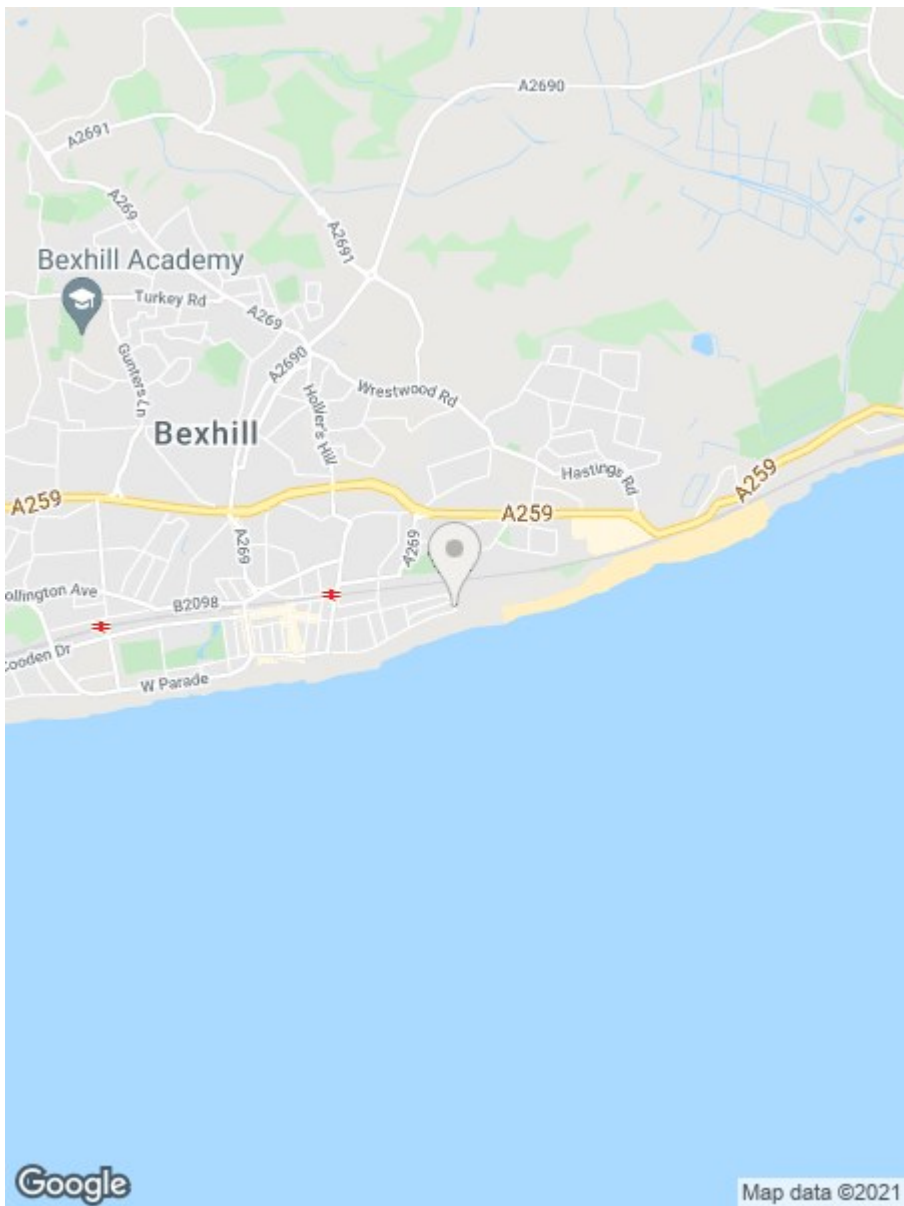 A2690
A2691
A269
A2691
Bexhill Academy
Turkey Rd
A269
A2690
Gunters Ln
Holliver's Hill
Wrestwood Rd
Bexhill
Hastings Rd
A259
A259
A259
A269
A269
ollington Ave
B2098
Cooden Dr
W Parade
Google
Map data ©2021